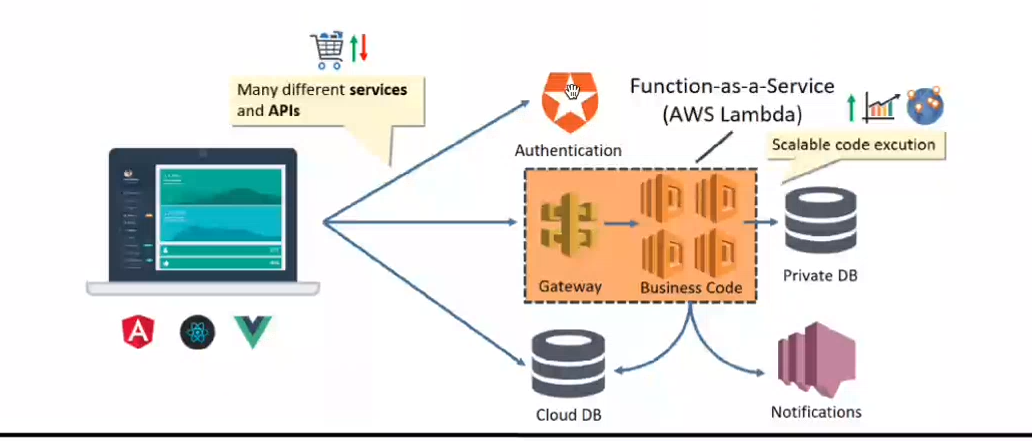 Many different services
and APIs
Function-as-a-Service
(AWS Lambda)
Scalable code excution
Authentication
Gateway
Business Code
Private DB
Cloud DB
Notifications
A